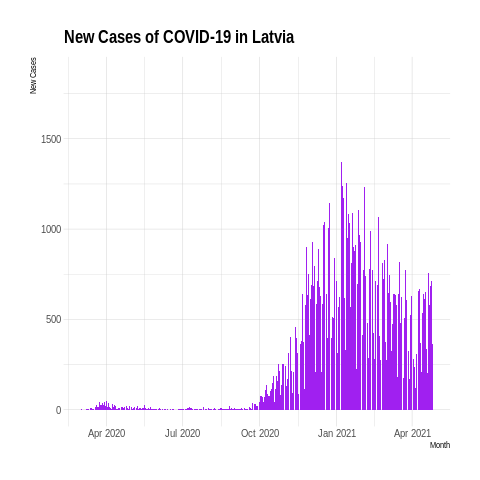 New Cases of COVID-19 in Latvia
New Cases
1500
1000
500
0
Apr 2020 Jul 2020 Oct 2020 Jan 2021 Apr 2021
Month